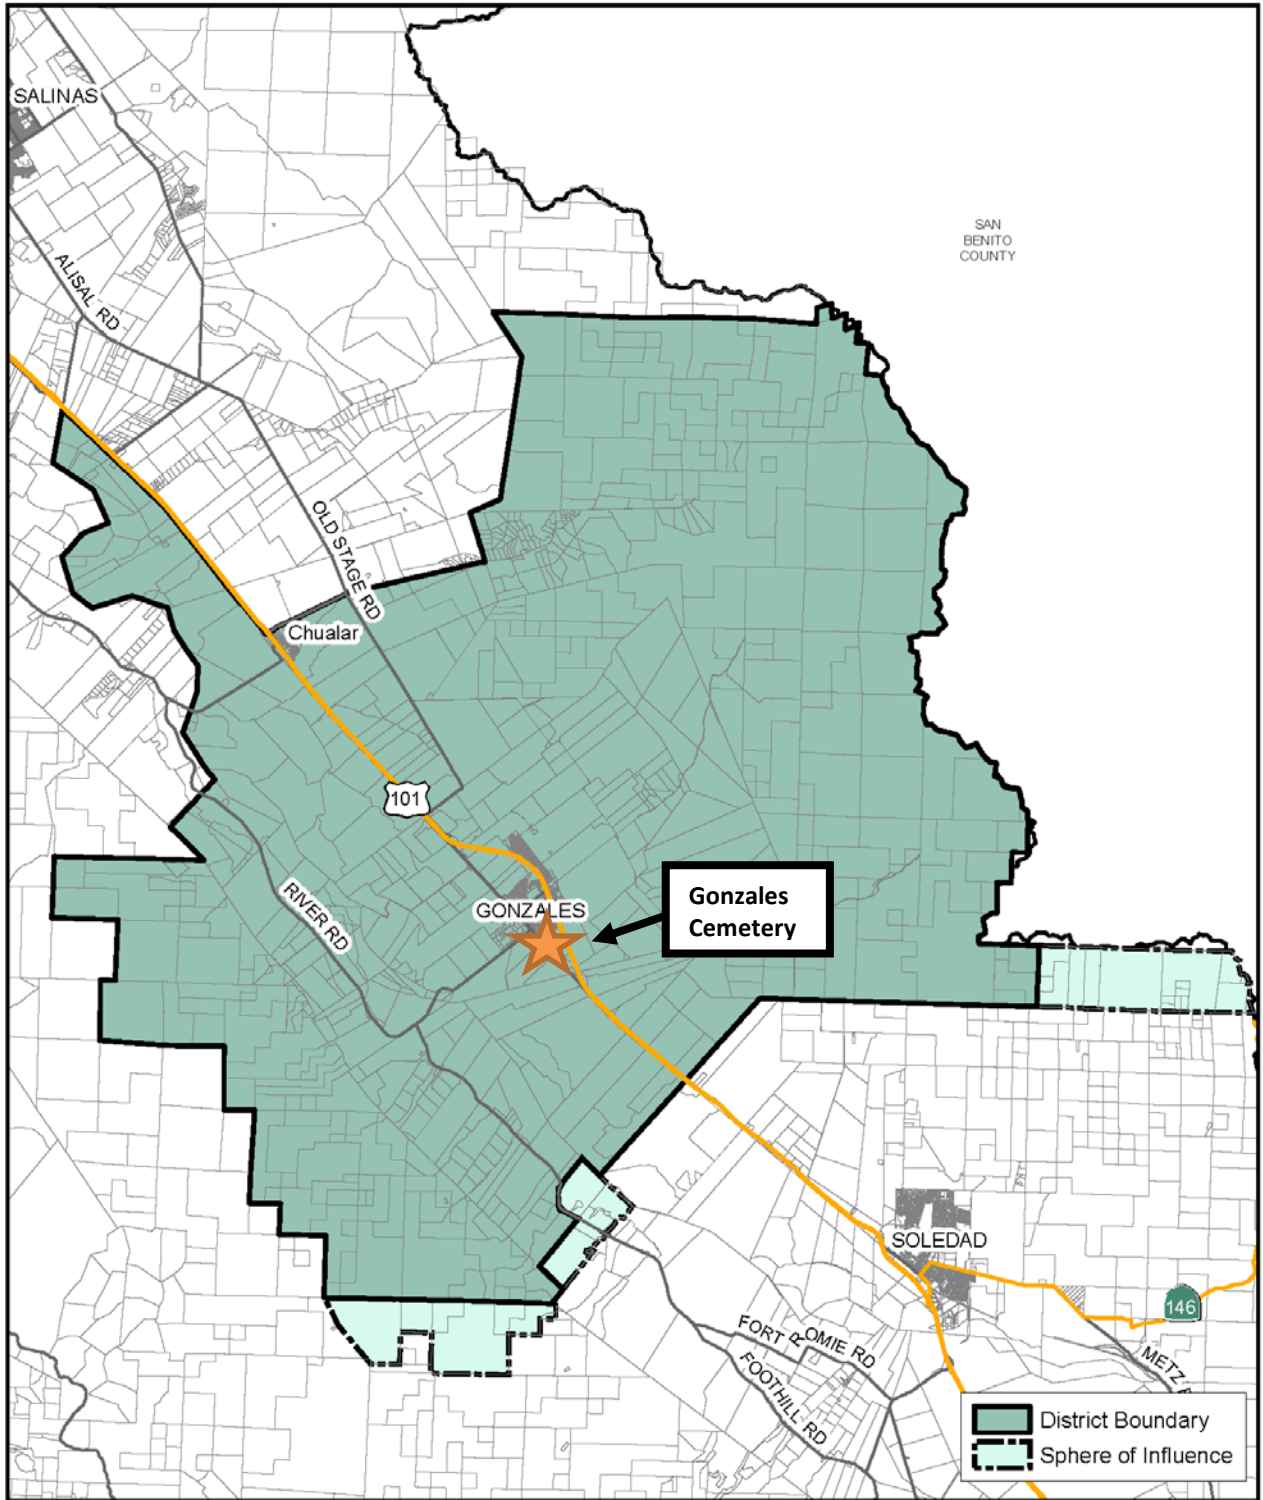 SALINAS
SAN
BENITO
COUNTY
ALISAL RD
OLD STAGE RD
Chualar
101
RIVER RD
GONZALES
Gonzales
Cemetery
SOLEDAD
146
FORT ROMIE RD
FOOTHILL RD
METZ
District Boundary
Sphere of Influence